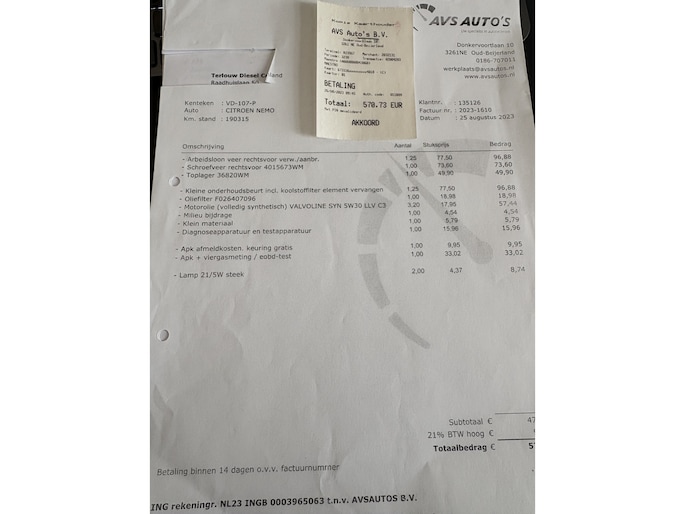 AVS Auto's B.V.
BETALING
Totaal: 570.73 EUR
AKKOORD
AVS AUTO'S
Donkervoortlaan 10
3261NE Oud-Beijerland
0186-707011
werkplaats@avsautos.nl
www.avsautos.nl
Terlouw Diesel
Kenteken : VD-107-P
Auto : CITROEN NEMO
Km. stand : 190315
Klantnr. : 135126
Factuur nr. : 2023-1610
Datum : 25 augustus 2023
Omschrijving Aantal Stuksprijs Bedrag
- Arbeidsloon veer rechtsvoor verw./aanbr. 1,25 77,50 96,88
- Schroefveer rechtsvoor 4015673WM 1,00 73,60 73,60
- Toplager 36820WM 1,00 49,90 49,90
- Kleine onderhoudsbeurt incl. koolstoffilter element vervangen 1,25 77,50 96,88
- Oliefilter F026407096 1,00 18,98 18,98
- Motorolie (volledig synthetisch) VALVOLINE SYN 5W30 LLV C3 3,20 17,95 57,44
- Milieu bijdrage 1,00 4,54 4,54
- Klein materiaal 1,00 5,79 5,79
- Diagnoseapparatuur en testapparatuur 1,00 15,96 15,96
- Apk afmeldkosten. keuring gratis 1,00 9,95 9,95
- Apk + viergasmeting / eobd-test 1,00 33,02 33,02
- Lamp 21/5W steek 2,00 4,37 8,74
Subtotaal € 47
21% BTW hoog €
Totaalbedrag € 57
Betaling binnen 14 dagen o.v.v. factuurnummer
ING rekeningr. NL23 INGB 0003965063 t.n.v. AVSAUTOS B.V.